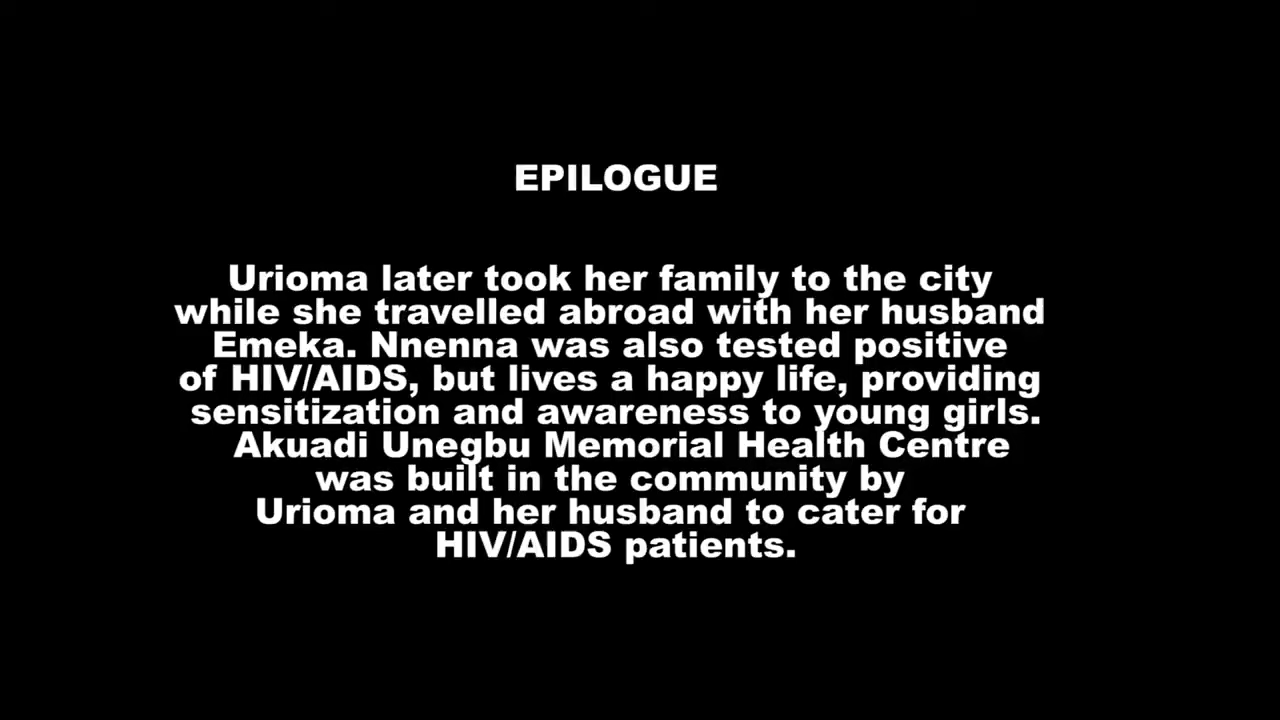 EPILOGUE
Urioma later took her family to the city
while she travelled abroad with her husband
Emeka. Nnenna was also tested positive
of HIV/AIDS, but lives a happy life, providing
sensitization and awareness to young girls.
Akuadi Unegbu Memorial Health Centre
was built in the community by
Urioma and her husband to cater for
HIV/AIDS patients.